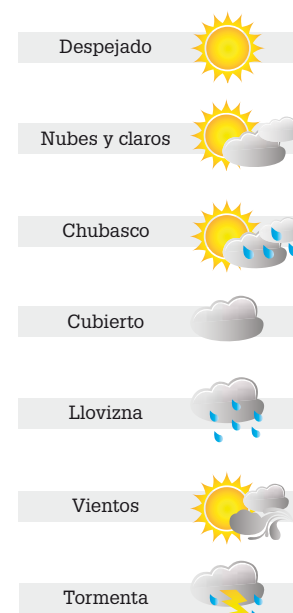 Despejado
Nubes y claros
Chubasco
Cubierto
Llovizna
Vientos
Tormenta